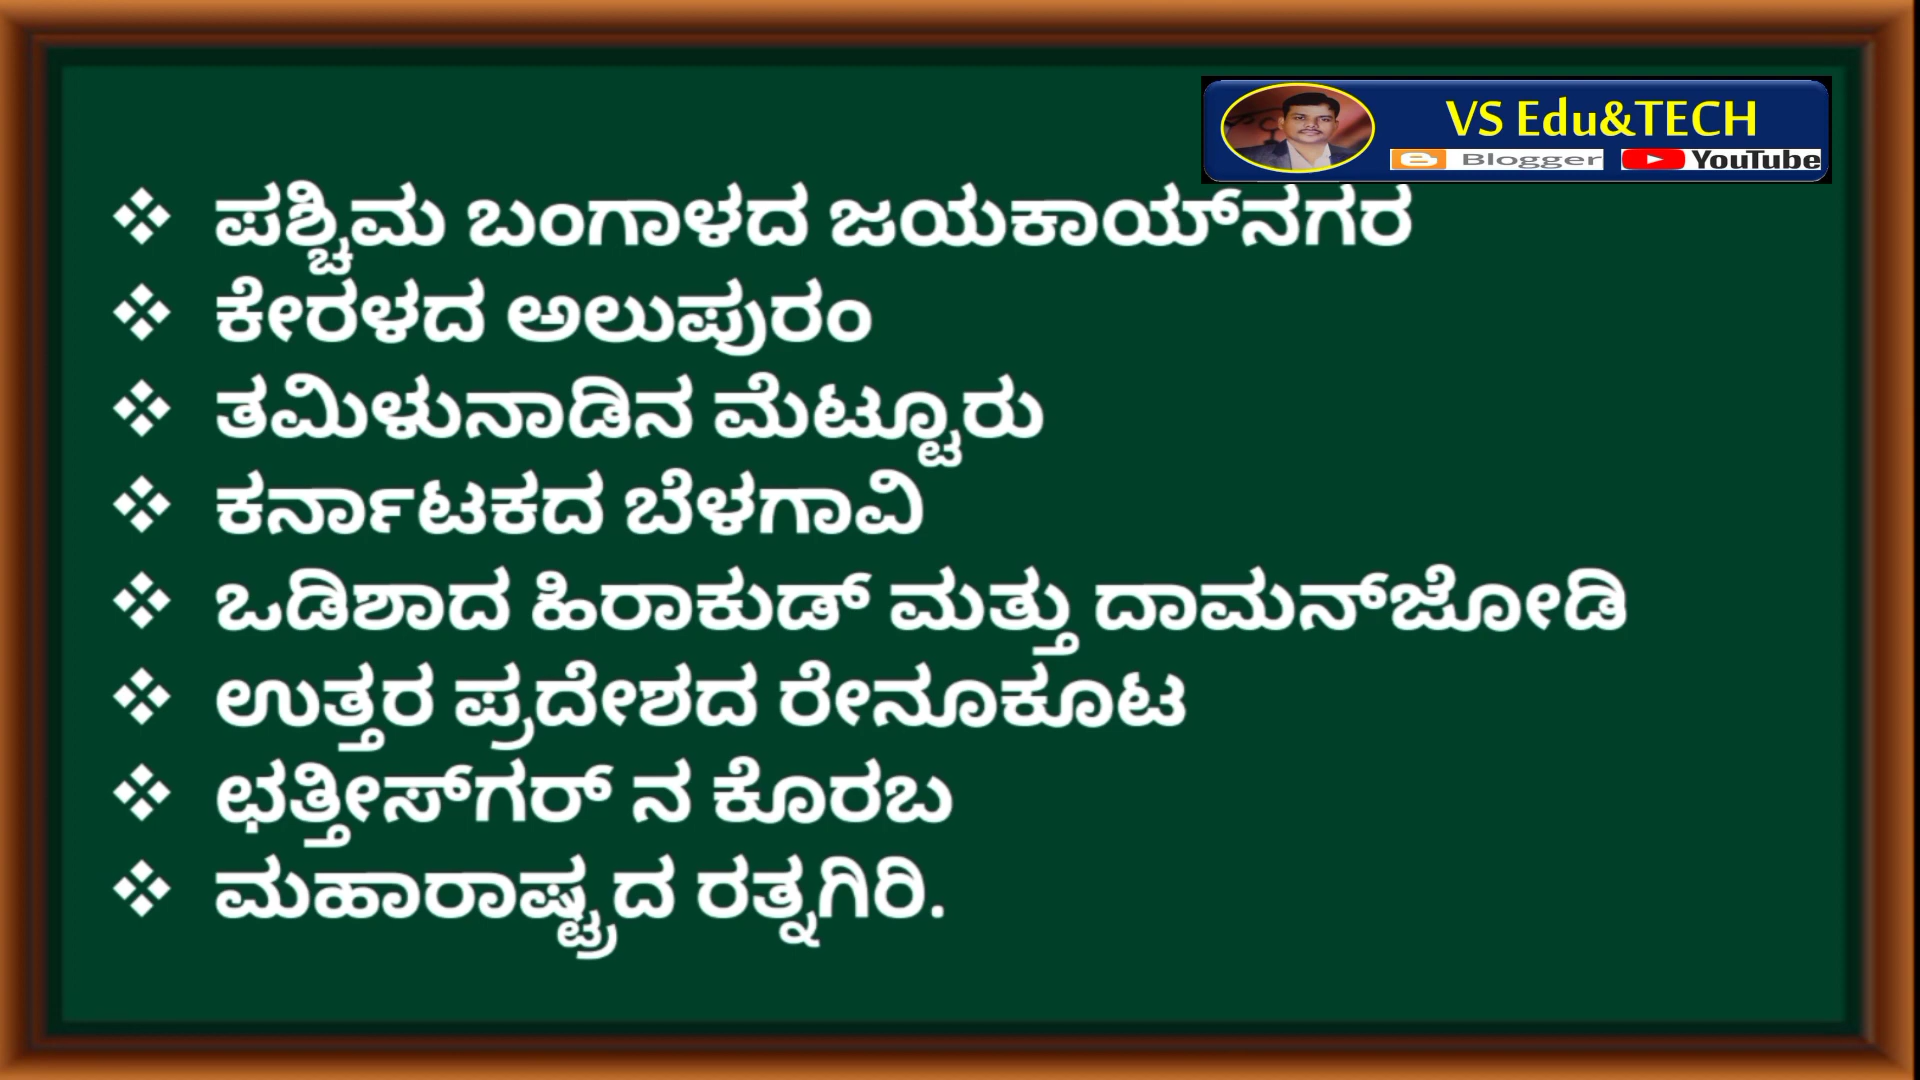 VS Edu&TECH
Blogger YouTube
ಪಶ್ಚಿಮ ಬಂಗಾಳದ ಜಯಕಾಯ್‌ನಗರ
ಕೇರಳದ ಅಲುಪುರಂ
ತಮಿಳುನಾಡಿನ ಮೆಟ್ಟೂರು
ಕರ್ನಾಟಕದ ಬೆಳಗಾವಿ
ಒಡಿಶಾದ ಹಿರಾಕುಡ್ ಮತ್ತು ದಾಮನ್‌ಜೋಡಿ
ಉತ್ತರ ಪ್ರದೇಶದ ರೇನೂಕೂಟ
ಛತ್ತೀಸ್‌ಗರ್ ನ ಕೊರಬ
ಮಹಾರಾಷ್ಟ್ರದ ರತ್ನಗಿರಿ.